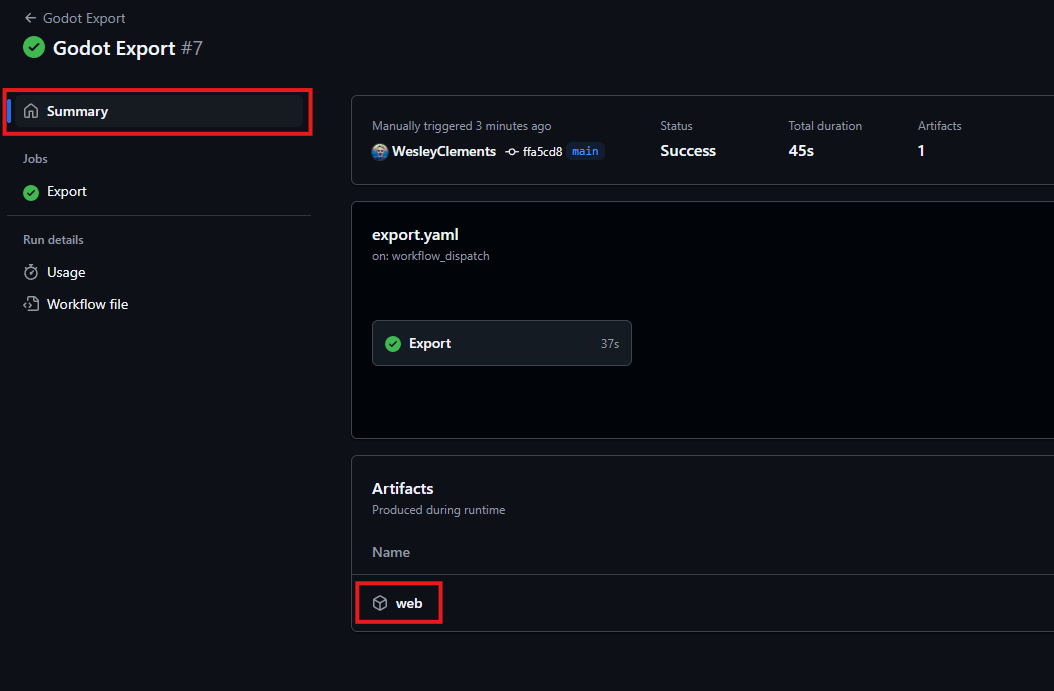 Godot Export
Godot Export #7
Summary
Jobs
Export
Run details
Usage
Workflow file
Manually triggered 3 minutes ago
WesleyClements ffa5cd8 main
Status
Success
Total duration
45s
Artifacts
1
export.yaml
on: workflow_dispatch
Export 37s
Artifacts
Produced during runtime
Name
web